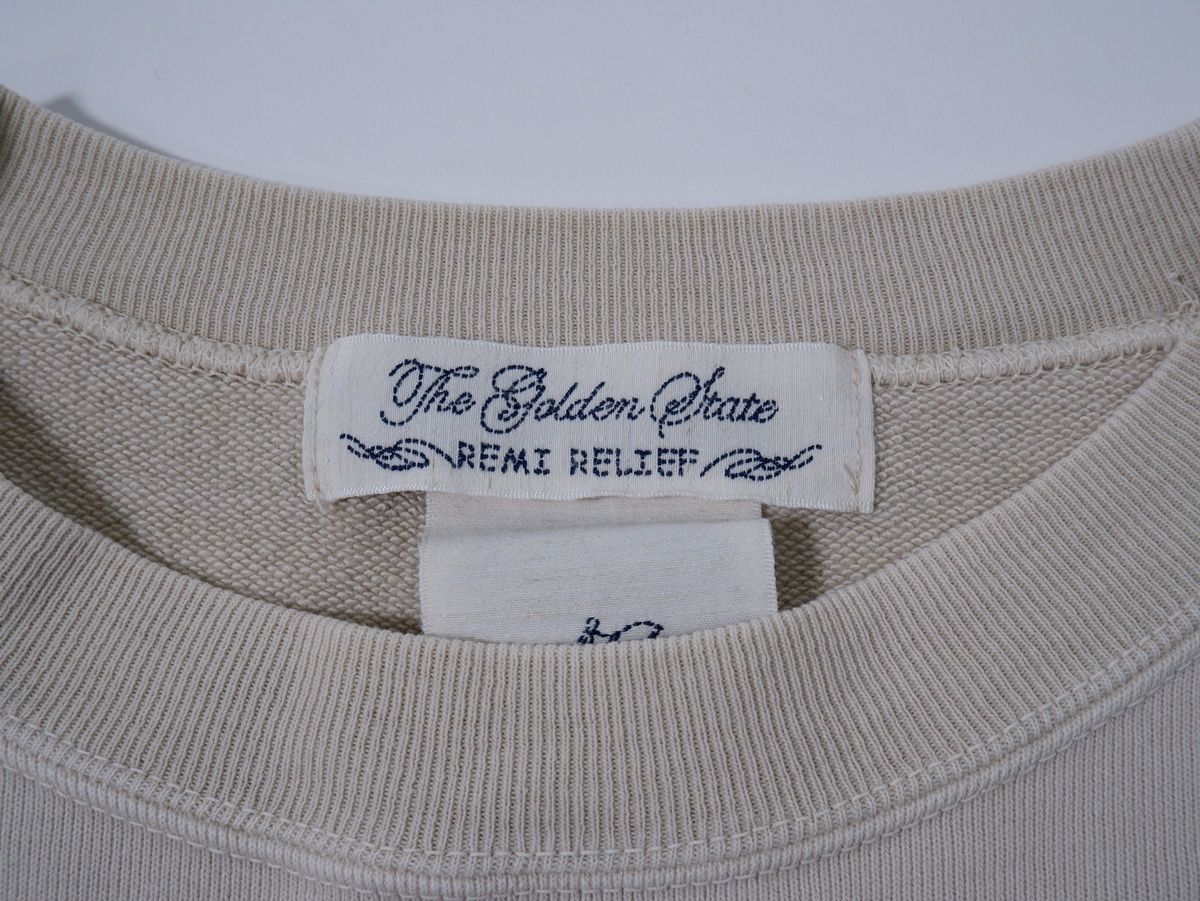 The Golden State
REMI RELIEF